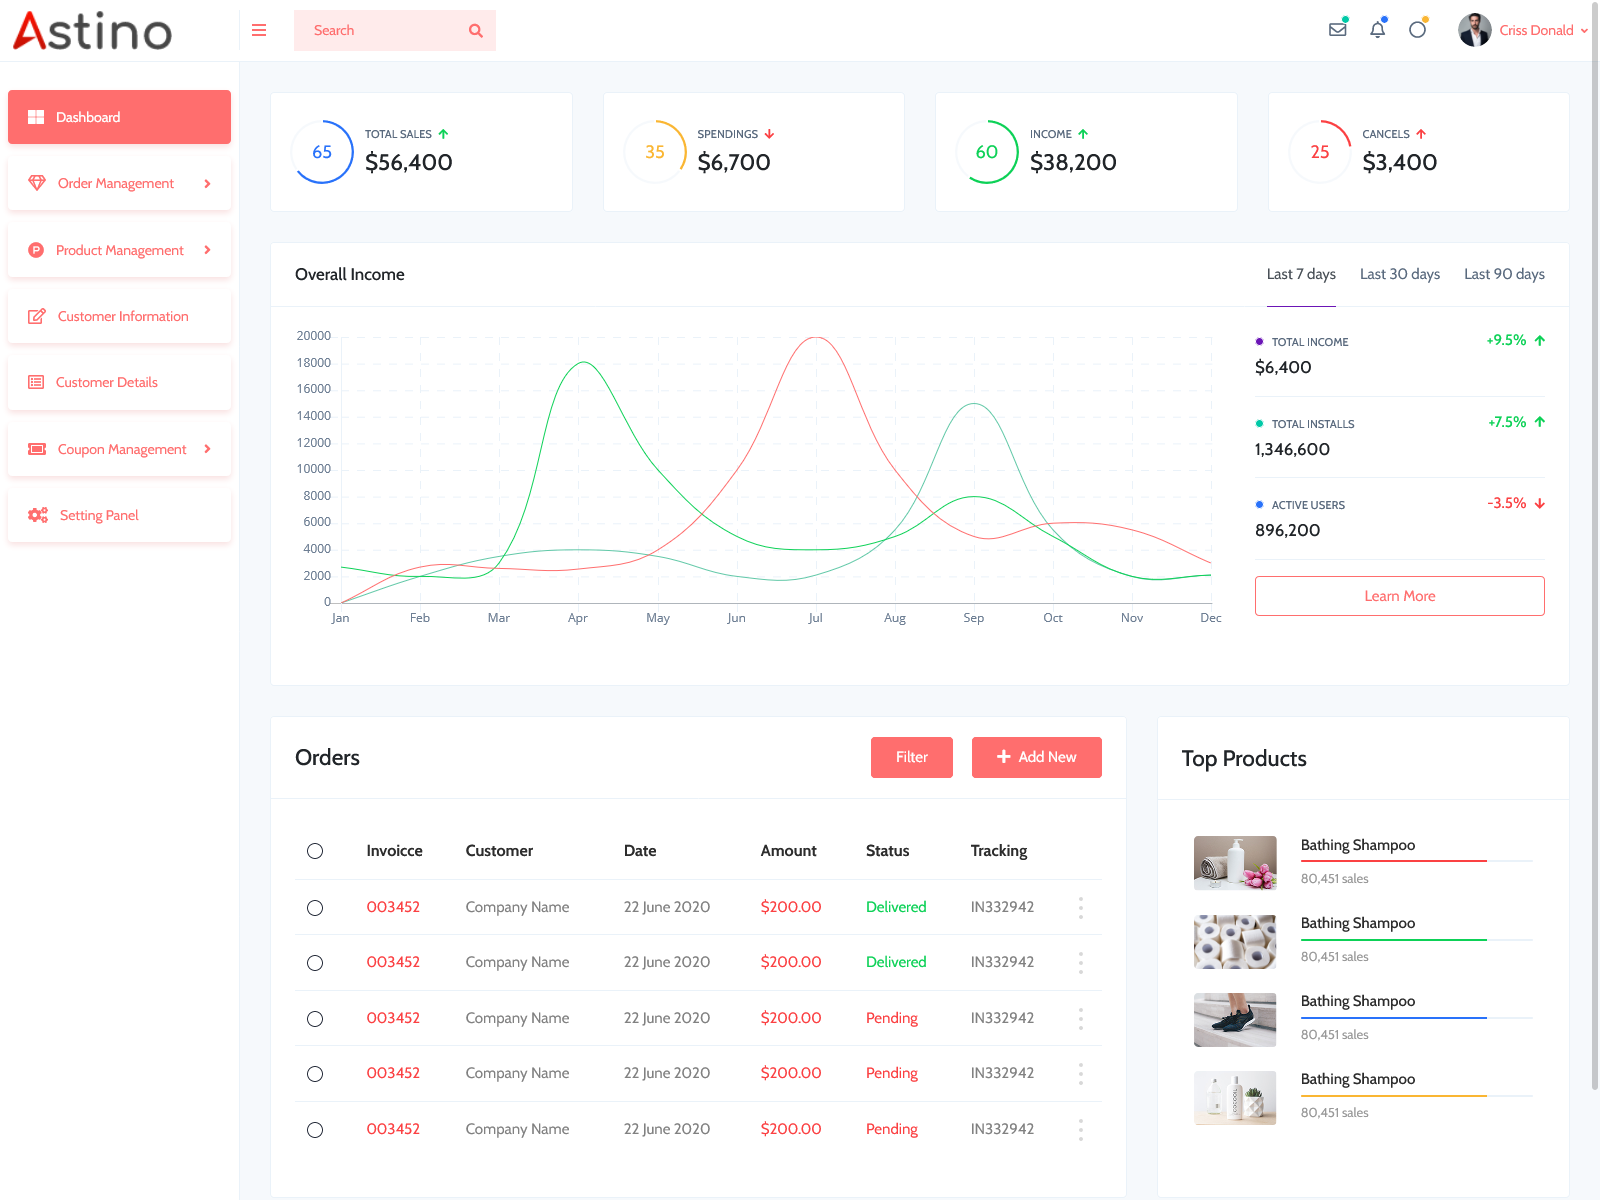 Astino
Search
Criss Donald
Dashboard
Order Management
Product Management
Customer Information
Customer Details
Coupon Management
Setting Panel
65
TOTAL SALES
$56,400
35
SPENDINGS
$6,700
60
INCOME
$38,200
25
CANCELS
$3,400
Overall Income
Last 7 days Last 30 days Last 90 days
20000
18000
16000
14000
12000
10000
8000
6000
4000
2000
0
Jan Feb Mar Apr May Jun Jul Aug Sep Oct Nov Dec
TOTAL INCOME +9.5%
$6,400
TOTAL INSTALLS +7.5%
1,346,600
ACTIVE USERS -3.5%
896,200
Learn More
Orders
Filter
Add New
Invoicce Customer Date Amount Status Tracking
003452 Company Name 22 June 2020 $200.00 Delivered IN332942
003452 Company Name 22 June 2020 $200.00 Delivered IN332942
003452 Company Name 22 June 2020 $200.00 Pending IN332942
003452 Company Name 22 June 2020 $200.00 Pending IN332942
003452 Company Name 22 June 2020 $200.00 Pending IN332942
Top Products
Bathing Shampoo
80,451 sales
Bathing Shampoo
80,451 sales
Bathing Shampoo
80,451 sales
Bathing Shampoo
80,451 sales